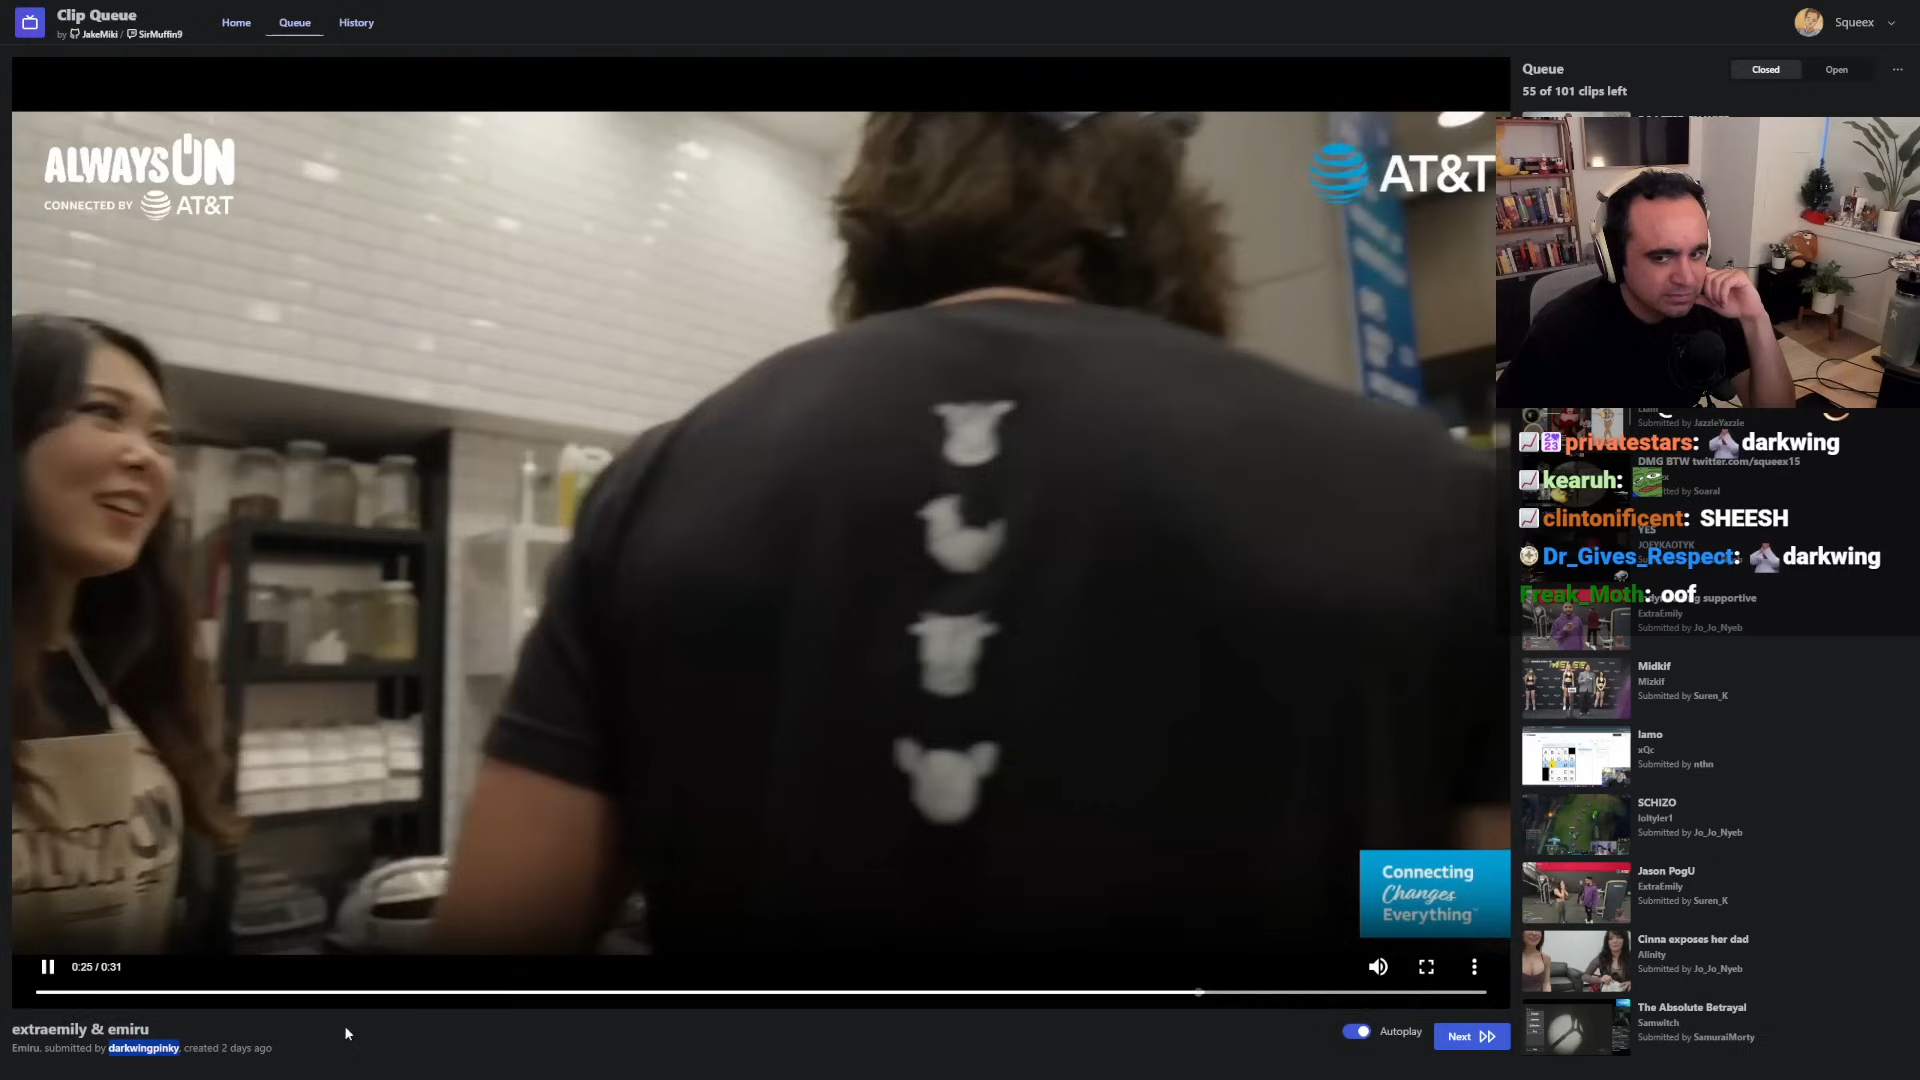 Clip Queue
by JakeMiki / SirMuffin9
Home
Queue
History
Squeex
ALWAYS ON
CONNECTED BY AT&T
AT&T
Connecting
Changes
Everything™
0:25 / 0:31
extraemily & emiru
Emiru, submitted by darkwingpinky, created 2 days ago
Autoplay
Next
Queue
Closed
Open
55 of 101 clips left
Submitted by JazzieYazzie
privatestars: darkwing
DMG BTW twitter.com/squeex15
kearuh:
Submitted by Soaral
clintonificent: SHEESH
YES
JOEYKAOTYK
Dr_Gives_Respect: darkwing
Freak_Moth: oof
supportive
ExtraEmily
Submitted by Jo_Jo_Nyeb
Midkif
Mizkif
Submitted by Suren_K
lamo
xQc
Submitted by nthn
SCHIZO
loltyler1
Submitted by Jo_Jo_Nyeb
Jason PogU
ExtraEmily
Submitted by Suren_K
Cinna exposes her dad
Alinity
Submitted by Jo_Jo_Nyeb
The Absolute Betrayal
Samwitch
Submitted by SamuraiMorty